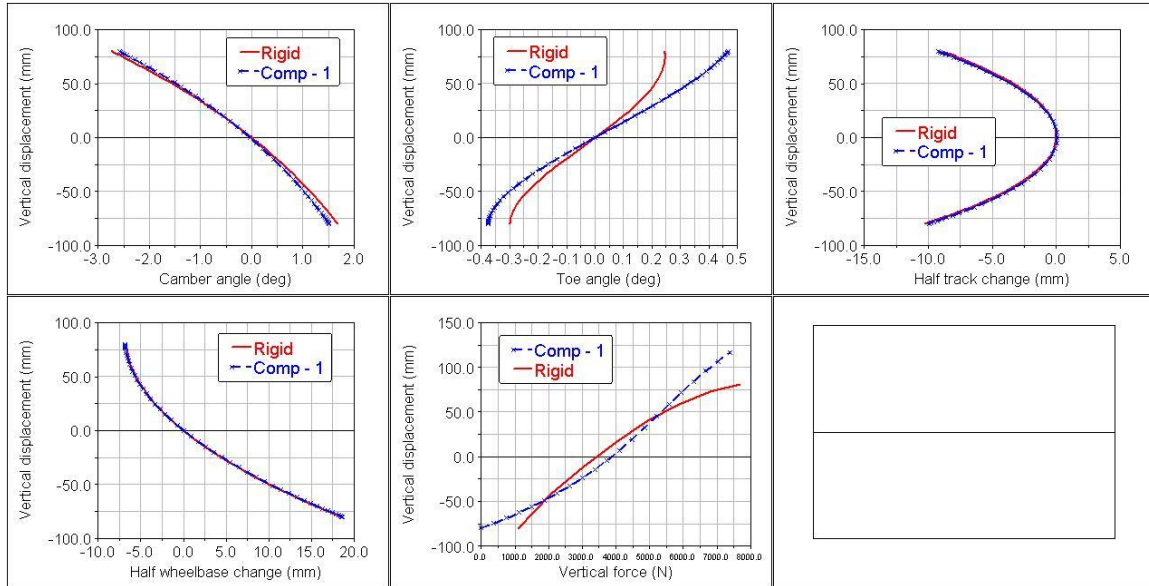 100.0
50.0
0.0
-50.0
-100.0
Vertical displacement (mm)
Rigid
Comp - 1
-3.0 -2.0 -1.0 0.0 1.0 2.0
Camber angle (deg)
100.0
50.0
0.0
-50.0
-100.0
Vertical displacement (mm)
Rigid
Comp - 1
-0.4 -0.3 -0.2 -0.1 0.0 0.1 0.2 0.3 0.4 0.5
Toe angle (deg)
100.0
50.0
0.0
-50.0
-100.0
Vertical displacement (mm)
Rigid
Comp - 1
-15.0 -10.0 -5.0 0.0 5.0
Half track change (mm)
100.0
50.0
0.0
-50.0
-100.0
Vertical displacement (mm)
Rigid
Comp - 1
-10.0 -5.0 0.0 5.0 10.0 15.0 20.0
Half wheelbase change (mm)
150.0
100.0
50.0
0.0
-50.0
-100.0
Vertical displacement (mm)
Comp - 1
Rigid
0.0 1000.0 2000.0 3000.0 4000.0 5000.0 6000.0 7000.0 8000.0
Vertical force (N)